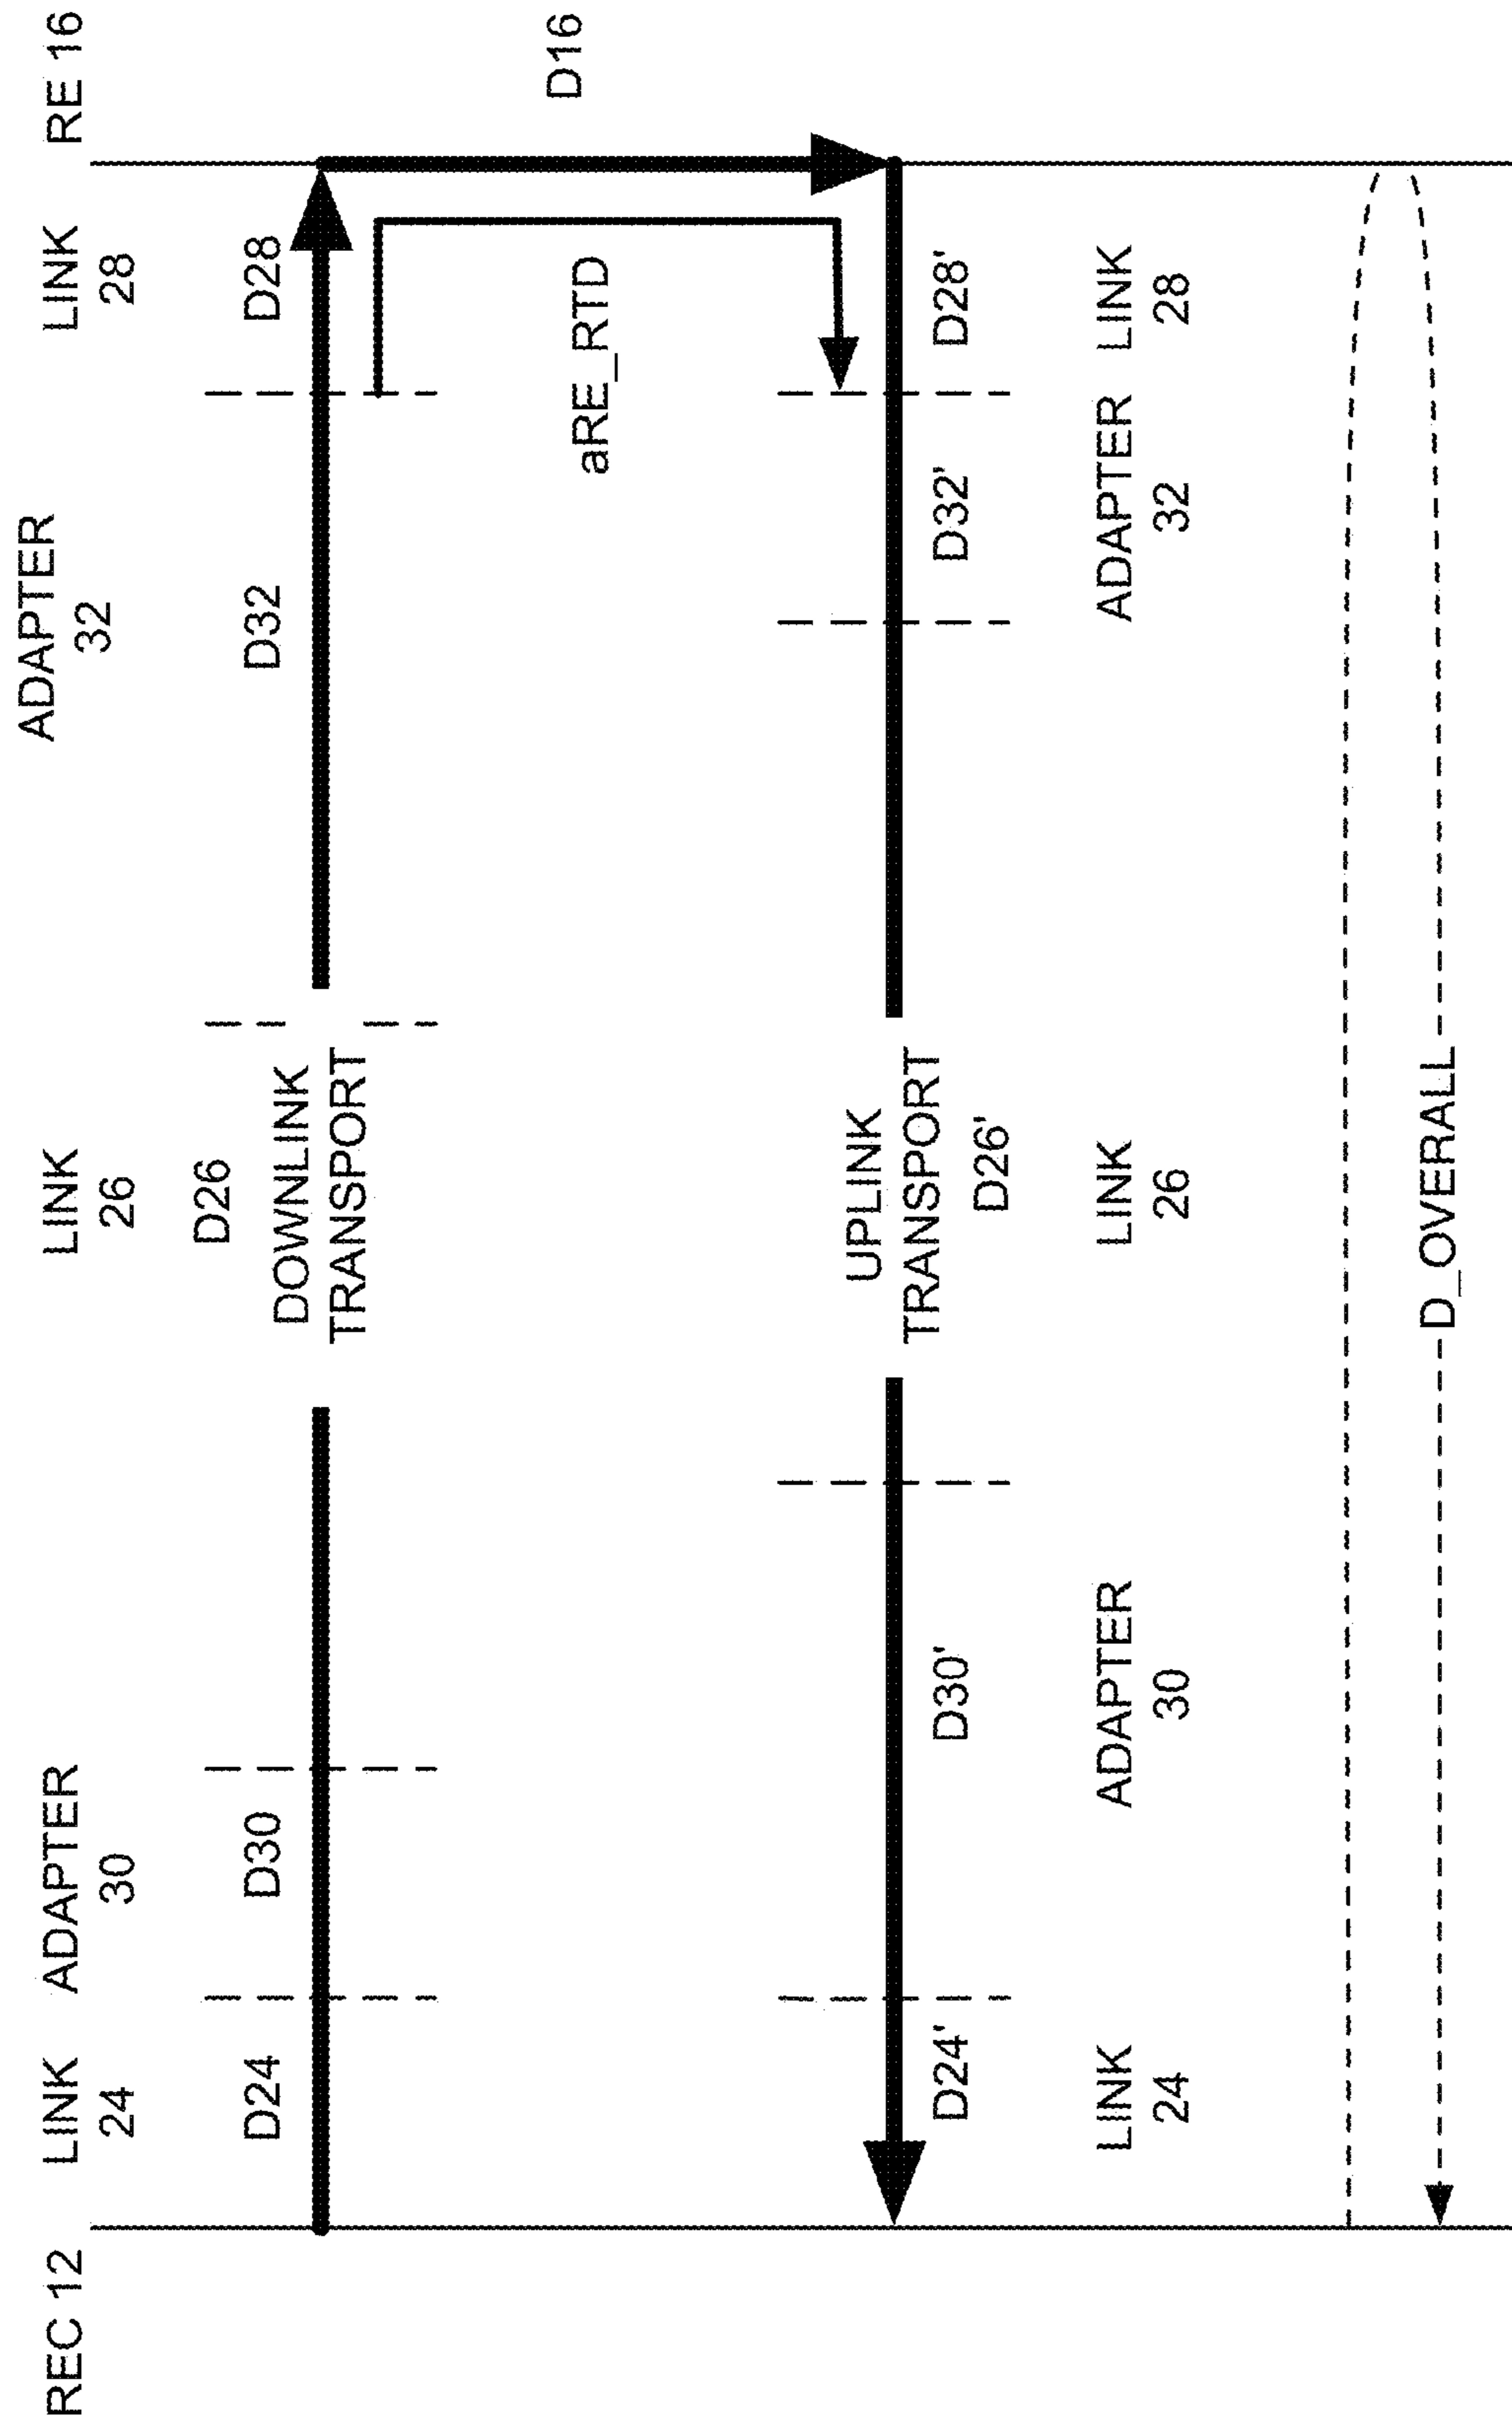 REC 12
LINK
24
ADAPTER
30
LINK
26
ADAPTER
32
LINK
28
RE 16
D24
D30
D26
DOWNLINK
TRANSPORT
D32
D28
aRE_RTD
D16
UPLINK
TRANSPORT
D24'
D30'
D26'
D32'
D28'
LINK
24
ADAPTER
30
LINK
26
ADAPTER
32
LINK
28
D_OVERALL